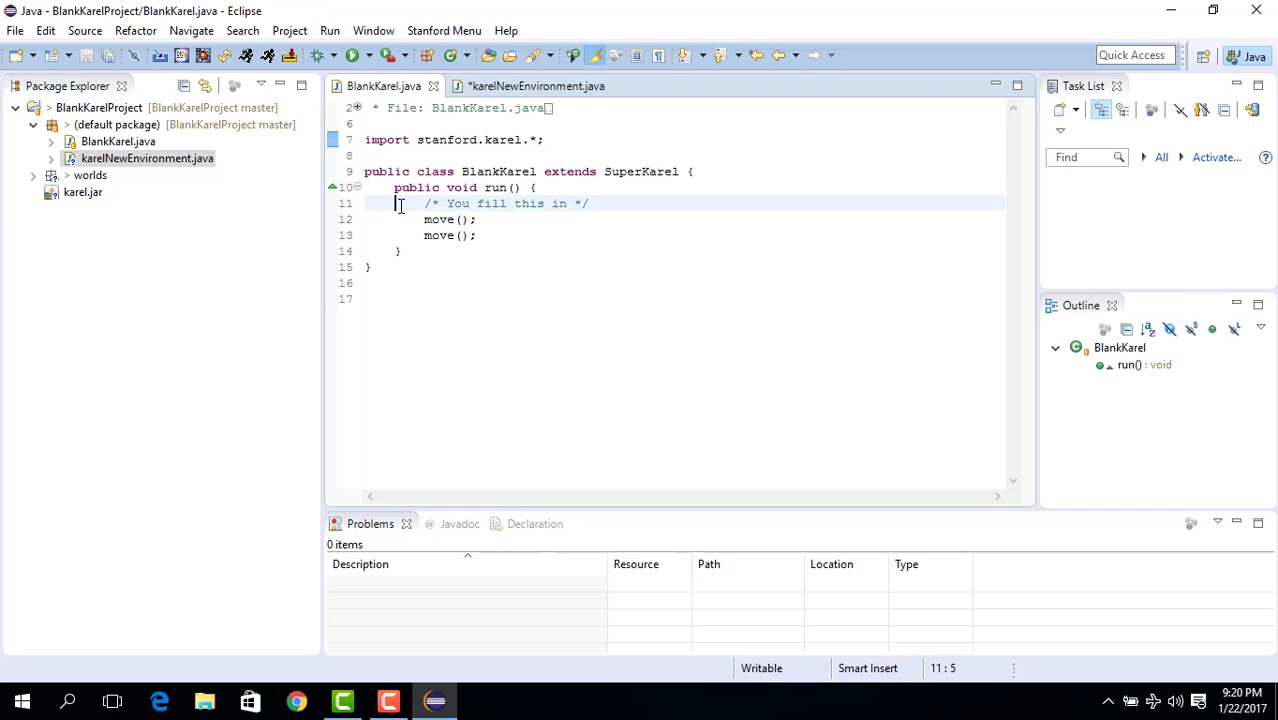 Java - BlankKarelProject/BlankKarel.java - Eclipse
File Edit Source Refactor Navigate Search Project Run Window Stanford Menu Help
Quick Access
Java
Package Explorer
BlankKarel.java
*karelNewEnvironment.java
Task List
> BlankKarelProject [BlankKarelProject master]
> (default package) [BlankKarelProject master]
> BlankKarel.java
karelNewEnvironment.java
> worlds
karel.jar
2 * File: BlankKarel.java
6
7 import stanford.karel.*;
8
9 public class BlankKarel extends SuperKarel {
10 public void run() {
11 /* You fill this in */
12 move();
13 move();
14 }
15 }
16
17
Find
All
Activate...
Outline
BlankKarel
run() : void
Problems
@ Javadoc
Declaration
0 items
Description Resource Path Location Type
Writable Smart Insert 11 : 5
9:20 PM
1/22/2017